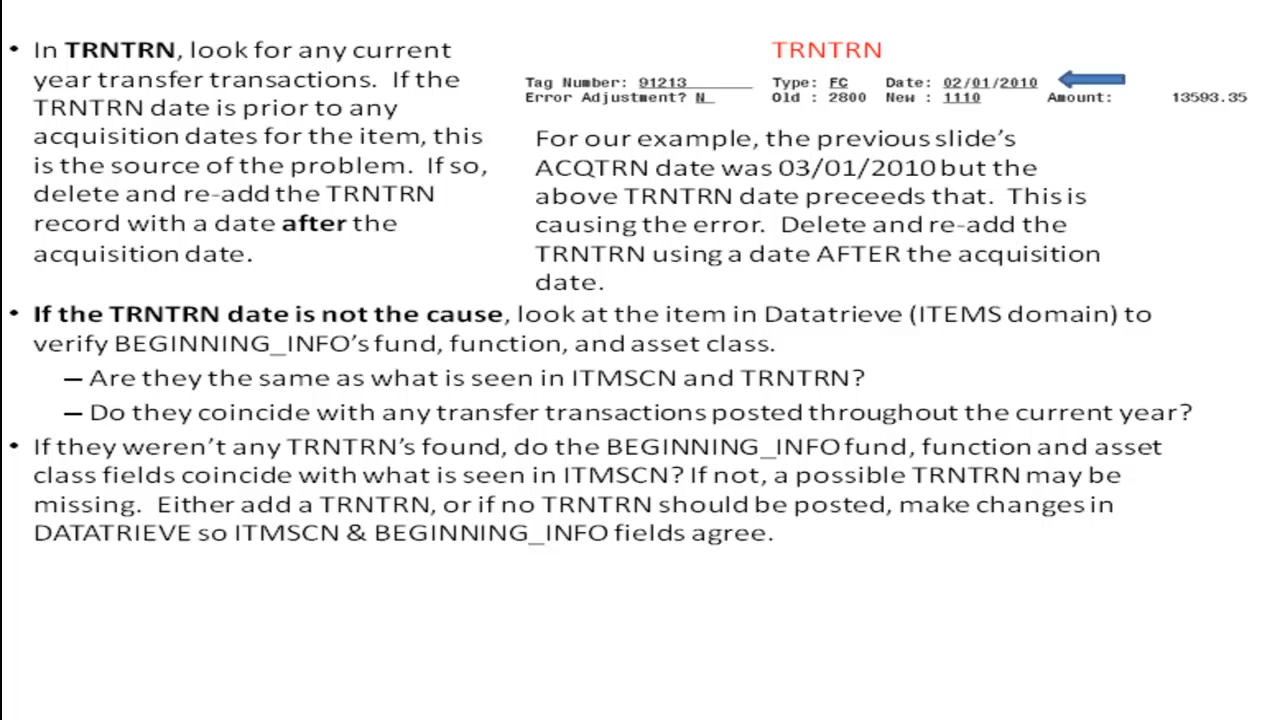 • In TRNTRN, look for any current
year transfer transactions.  If the
TRNTRN date is prior to any
acquisition dates for the item, this
is the source of the problem.  If so,
delete and re-add the TRNTRN
record with a date after the
acquisition date.
TRNTRN
Tag Number: 91213 Type: FC Date: 02/01/2010
Error Adjustment? N Old : 2800 New : 1110 Amount: 13593.35
For our example, the previous slide's
ACQTRN date was 03/01/2010 but the
above TRNTRN date preceeds that.  This is
causing the error.  Delete and re-add the
TRNTRN using a date AFTER the acquisition
date.
• If the TRNTRN date is not the cause, look at the item in Datatrieve (ITEMS domain) to
verify BEGINNING_INFO's fund, function, and asset class.
– Are they the same as what is seen in ITMSCN and TRNTRN?
– Do they coincide with any transfer transactions posted throughout the current year?
• If they weren't any TRNTRN's found, do the BEGINNING_INFO fund, function and asset
class fields coincide with what is seen in ITMSCN? If not, a possible TRNTRN may be
missing.  Either add a TRNTRN, or if no TRNTRN should be posted, make changes in
DATATRIEVE so ITMSCN & BEGINNING_INFO fields agree.